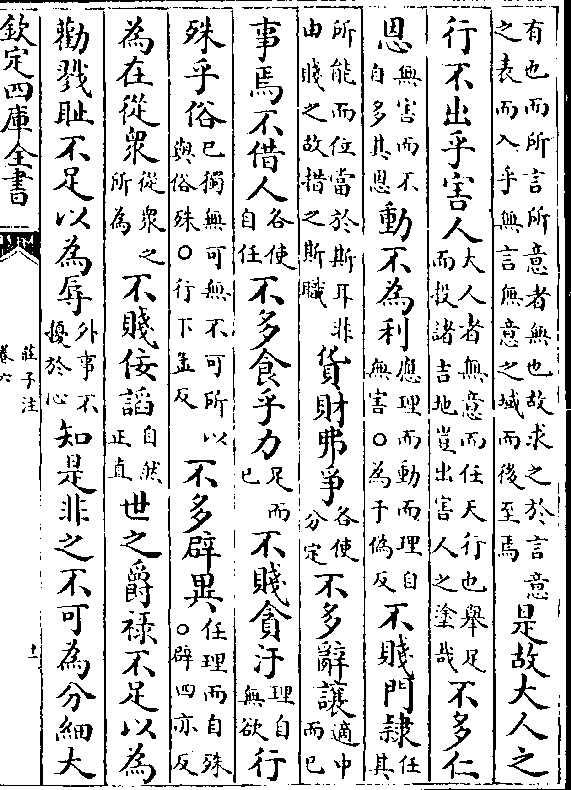 有也而所言所意者無也故求之於言意
之表而入乎無言無意之域而後至焉
是故大人之
行不出乎害人
大人者無意而任天行也舉足
而投諸吉地豈出害人之塗哉
不多仁
恩
無害而不
自多其恩
動不為利
應理而動而理自
無害○為于偽反
不賤門隷
任其
所能而位當於斯耳非
由賤之故措之斯職
貨財弗爭
各使
分定
不多辭讓
適中
而已
事焉不借人
各使
自任
不多食乎力
足而
已
不賤貪汙
理自
無欲
行
殊乎俗
已獨無可無不可所以
與俗殊○行下孟反
不多辟異
任理而自殊
○辟匹亦反
為在從衆
從衆之
所為
不賤佞諂
自然
正直
世之爵祿不足以為
勸戮耻不足以為辱
外事不
擾於心
知是非之不可為分細大
欽定四庫全書
莊子注
卷六